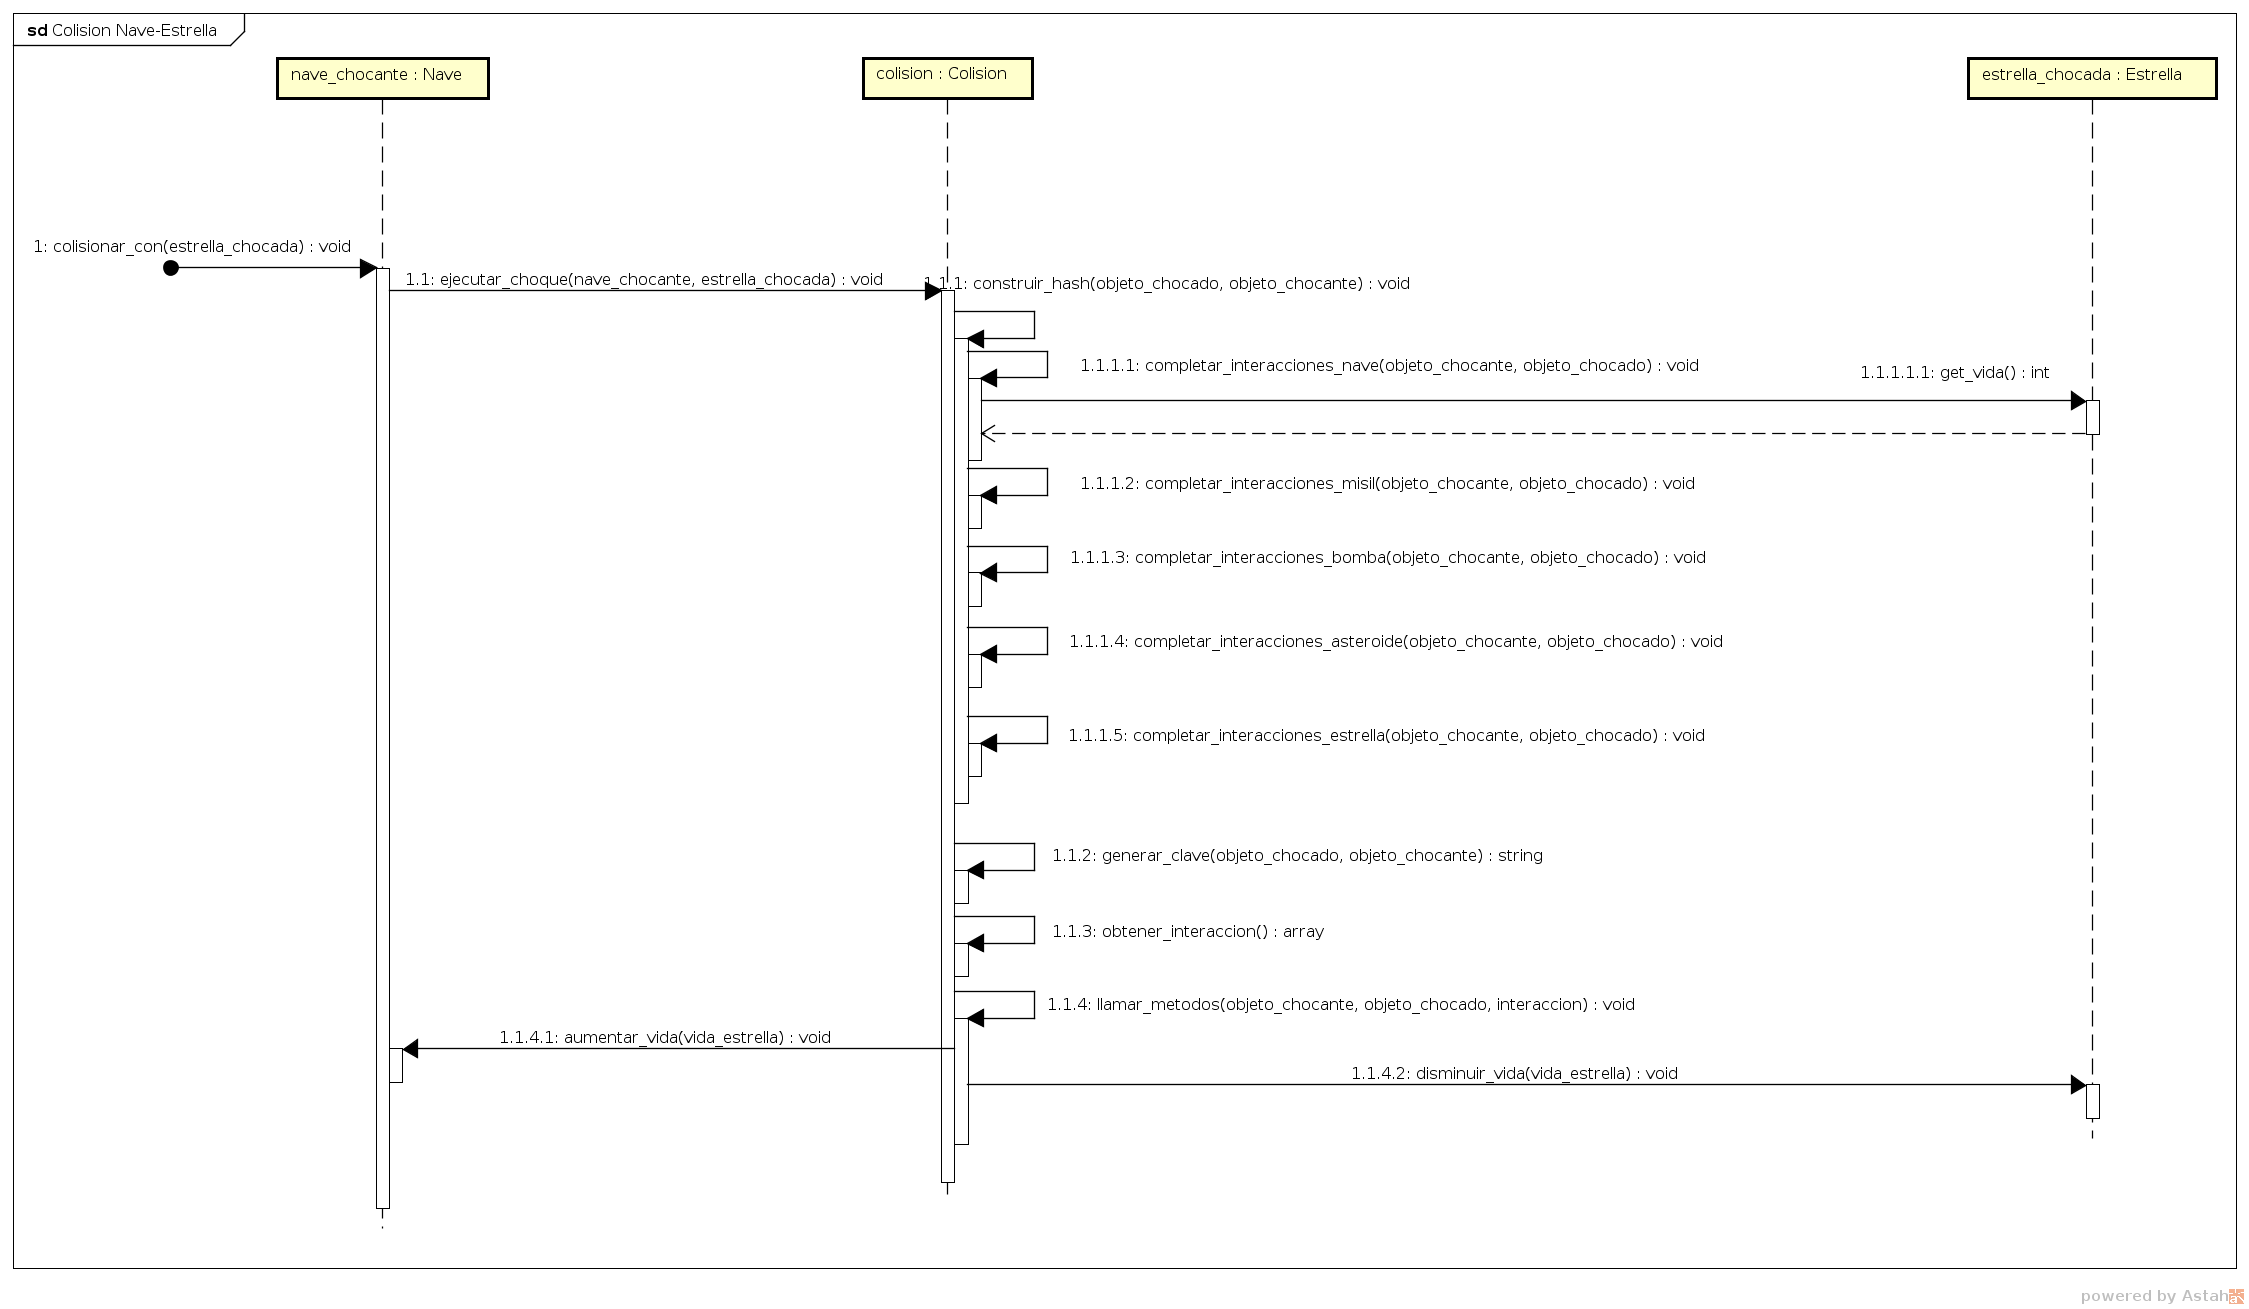 sd Colision Nave-Estrella
nave_chocante : Nave
colision : Colision
estrella_chocada : Estrella
1: colisionar_con(estrella_chocada) : void
1.1: ejecutar_choque(nave_chocante, estrella_chocada) : void
1.1.1: construir_hash(objeto_chocado, objeto_chocante) : void
1.1.1.1: completar_interacciones_nave(objeto_chocante, objeto_chocado) : void
1.1.1.1.1: get_vida() : int
1.1.1.2: completar_interacciones_misil(objeto_chocante, objeto_chocado) : void
1.1.1.3: completar_interacciones_bomba(objeto_chocante, objeto_chocado) : void
1.1.1.4: completar_interacciones_asteroide(objeto_chocante, objeto_chocado) : void
1.1.1.5: completar_interacciones_estrella(objeto_chocante, objeto_chocado) : void
1.1.2: generar_clave(objeto_chocado, objeto_chocante) : string
1.1.3: obtener_interaccion() : array
1.1.4: llamar_metodos(objeto_chocante, objeto_chocado, interaccion) : void
1.1.4.1: aumentar_vida(vida_estrella) : void
1.1.4.2: disminuir_vida(vida_estrella) : void
powered by Astah